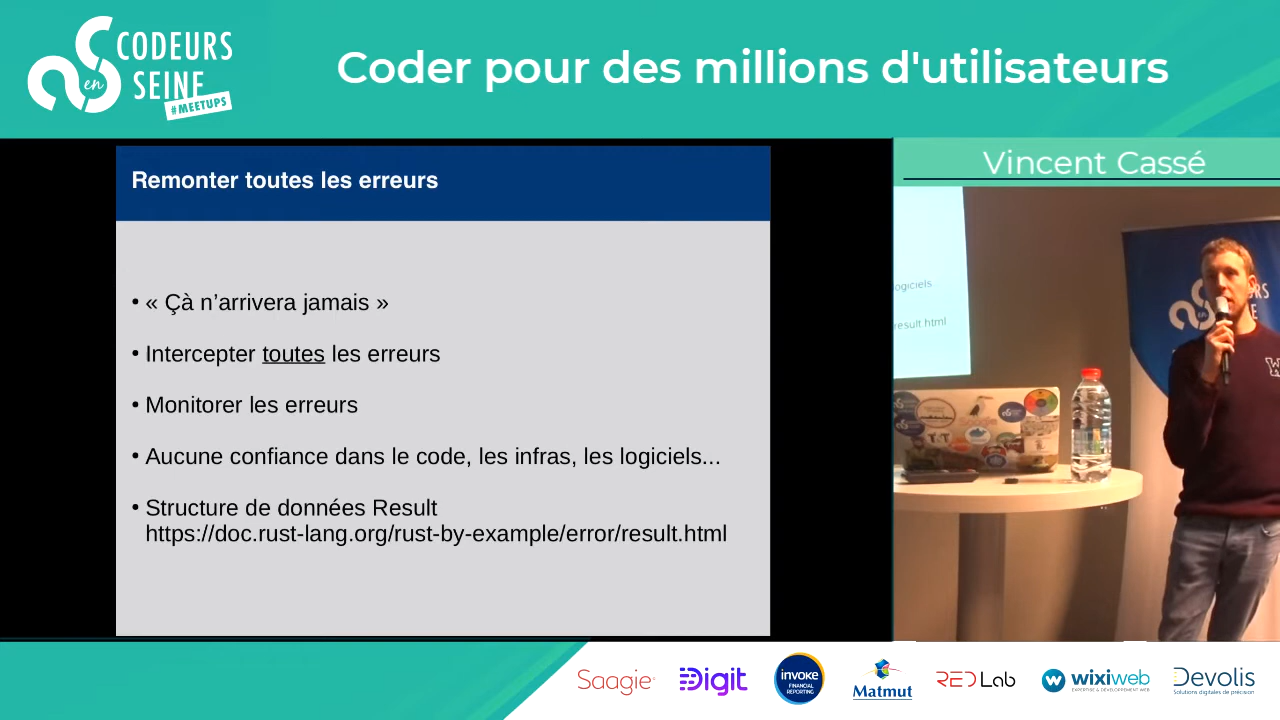 CODEURS
en
SEINE
#MEETUPS
Coder pour des millions d'utilisateurs
Vincent Cassé
Remonter toutes les erreurs
• « Çà n’arrivera jamais »
• Intercepter toutes les erreurs
• Monitorer les erreurs
• Aucune confiance dans le code, les infras, les logiciels...
• Structure de données Result
https://doc.rust-lang.org/rust-by-example/error/result.html
logiciels
result html
Saagie
Digit
invoke
FINANCIAL
REPORTING
Matmut
RED Lab
wixiweb
EXPERTISE & DÉVELOPPEMENT WEB
Devolis
Solutions digitales de précision